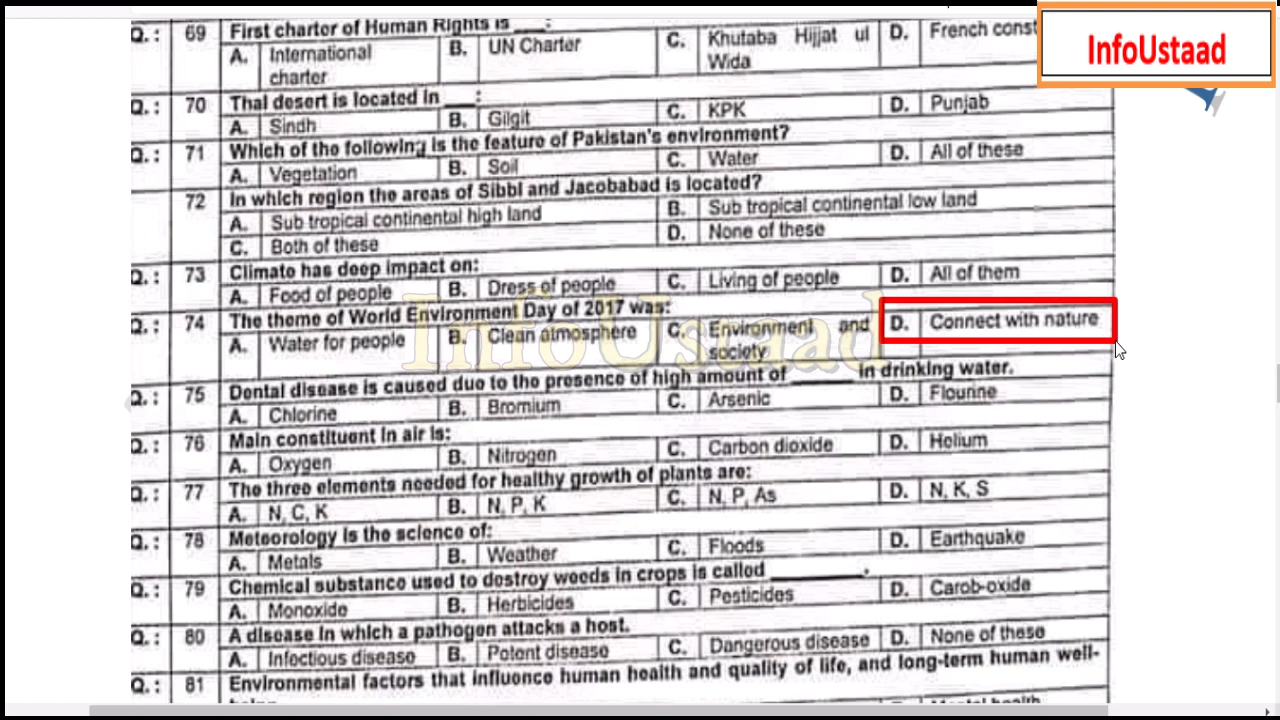 InfoUstaad
Q.: 69 First charter of Human Rights is ___:
A. International charter B. UN Charter C. Khutaba Hijjat ul Wida D. French const
Q.: 70 Thal desert is located in ___:
A. Sindh B. Gilgit C. KPK D. Punjab
Q.: 71 Which of the following is the feature of Pakistan's environment?
A. Vegetation B. Soil C. Water D. All of these
72 In which region the areas of Sibbi and Jacobabad is located?
A. Sub tropical continental high land B. Sub tropical continental low land
C. Both of these D. None of these
Q.: 73 Climate has deep impact on:
A. Food of people B. Dress of people C. Living of people D. All of them
Q.: 74 The theme of World Environment Day of 2017 was:
A. Water for people B. Clean atmosphere C. Environment and society D. Connect with nature
InfoUstaad
Q.: 75 Dental disease is caused due to the presence of high amount of ______ in drinking water.
A. Chlorine B. Bromium C. Arsenic D. Flourine
Q.: 76 Main constituent in air is:
A. Oxygen B. Nitrogen C. Carbon dioxide D. Helium
Q.: 77 The three elements needed for healthy growth of plants are:
A. N, C, K B. N, P, K C. N, P, As D. N, K, S
Q.: 78 Meteorology is the science of:
A. Metals B. Weather C. Floods D. Earthquake
Q.: 79 Chemical substance used to destroy weeds in crops is called ________.
A. Monoxide B. Herbicides C. Pesticides D. Carob-oxide
Q.: 80 A disease in which a pathogen attacks a host.
A. Infectious disease B. Potent disease C. Dangerous disease D. None of these
Q.: 81 Environmental factors that influence human health and quality of life, and long-term human well-